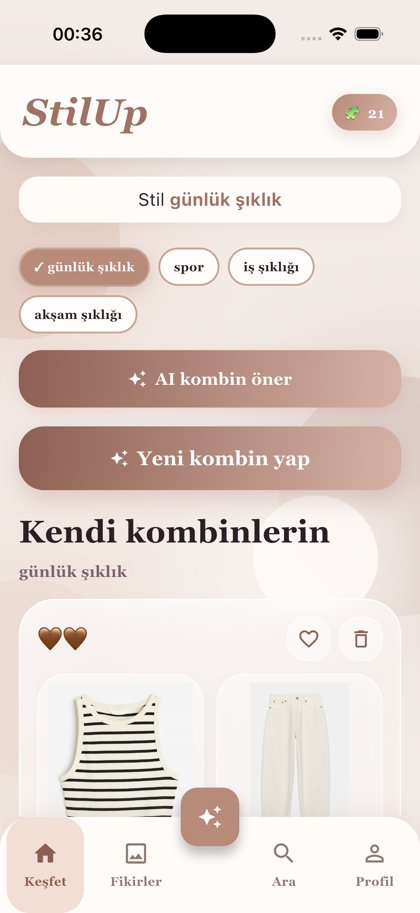 00:36
StilUp
21
Stil günlük şıklık
✓ günlük şıklık
spor
iş şıklığı
akşam şıklığı
AI kombin öner
Yeni kombin yap
Kendi kombinlerin
günlük şıklık
Keşfet
Fikirler
Ara
Profil